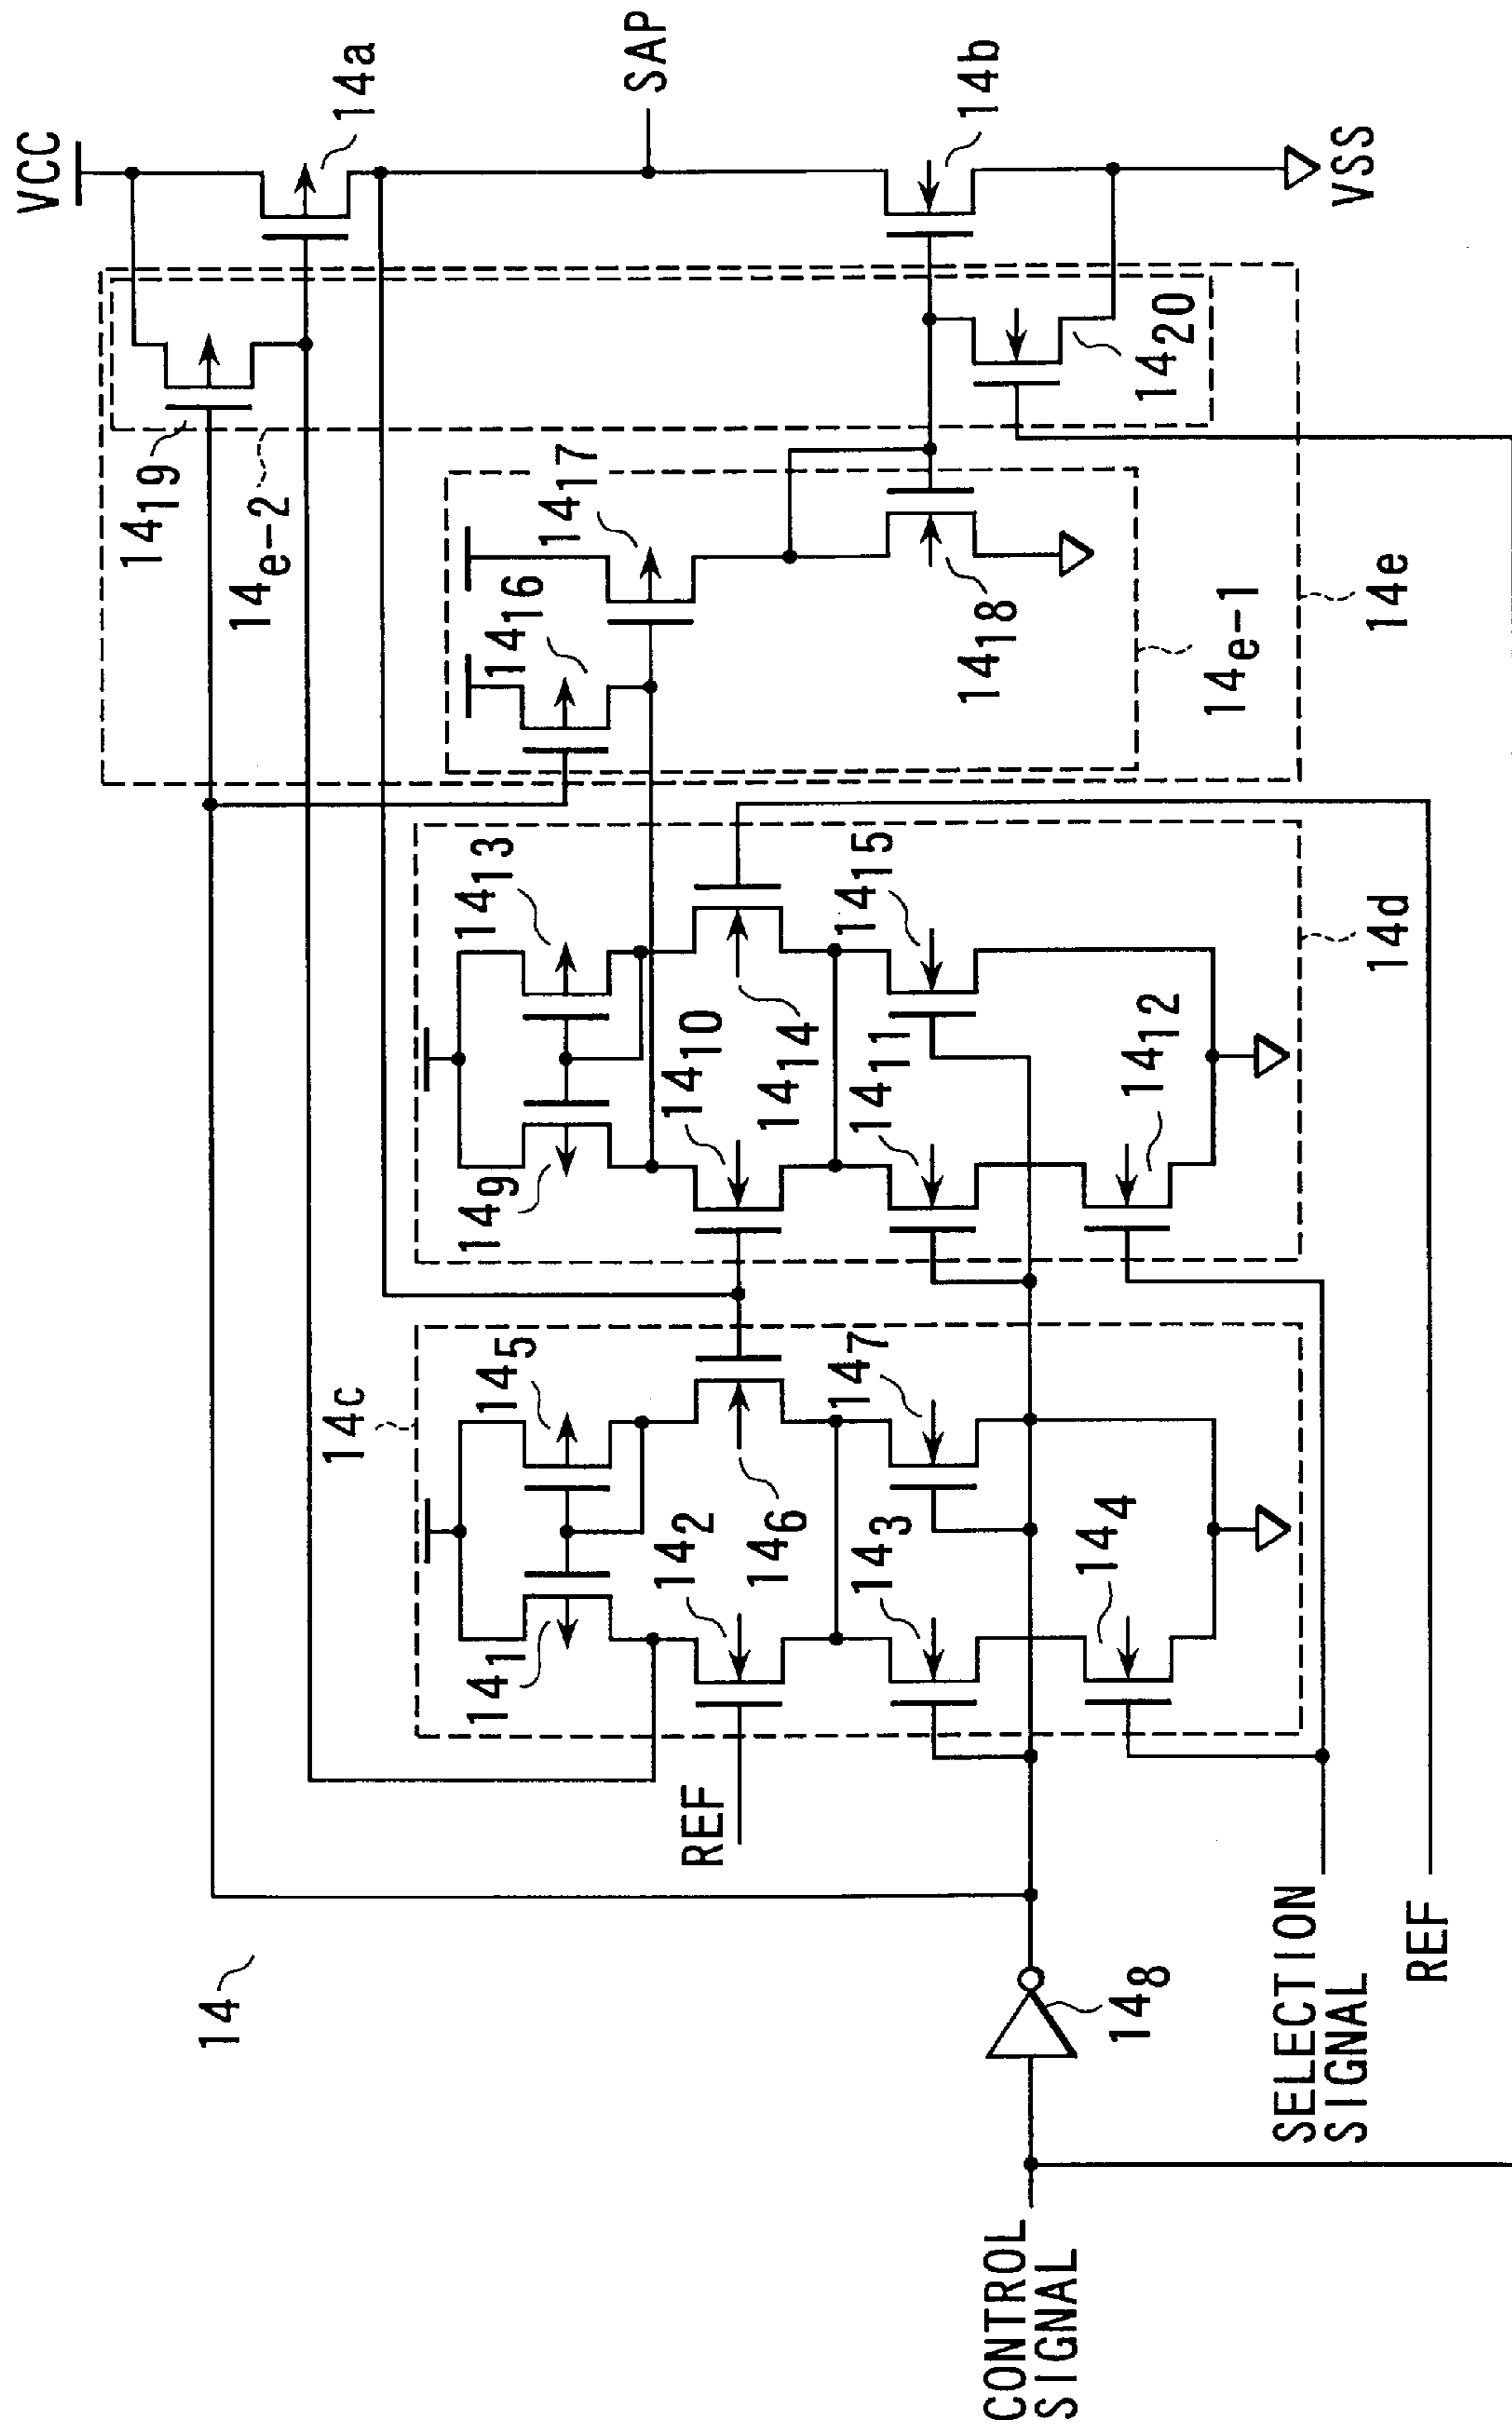 14
VCC
14a
SAP
14b
VSS
14₁₉
14e-2
14₂₀
14₁₇
14₁₆
14₁₈
14e-1
14e
14₁₃
14₁₅
14₁₀
14₁₄
14₁₁
14₁₂
14₉
14d
14c
14₅
14₇
14₂
14₆
14₃
14₄
14₁
REF
14₈
CONTROL
SIGNAL
SELECTION
SIGNAL
REF